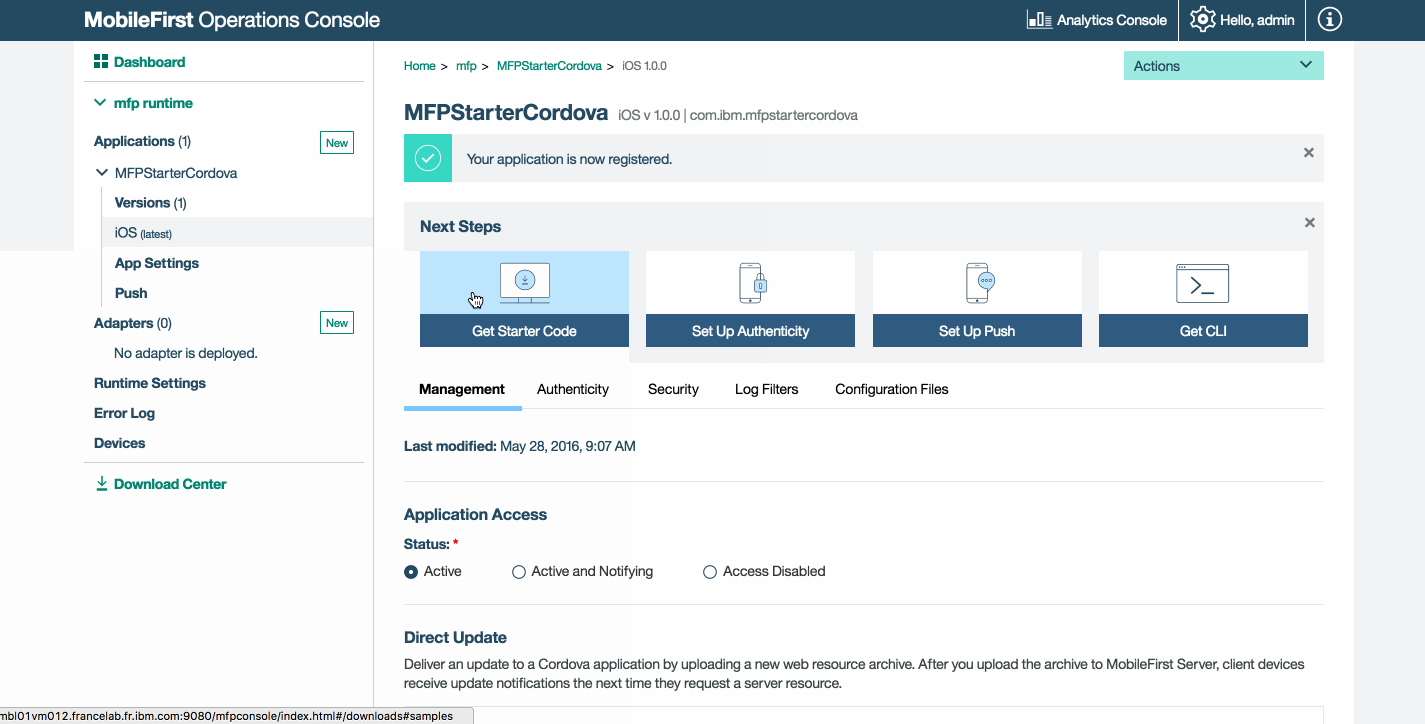 MobileFirst Operations Console
Analytics Console
Hello, admin
Dashboard
mfp runtime
Applications (1)
New
MFPStarterCordova
Versions (1)
iOS (latest)
App Settings
Push
Adapters (0)
New
No adapter is deployed.
Runtime Settings
Error Log
Devices
Download Center
Home > mfp > MFPStarterCordova > iOS 1.0.0
Actions
MFPStarterCordova iOS v 1.0.0 | com.ibm.mfpstartercordova
Your application is now registered.
Next Steps
Get Starter Code
Set Up Authenticity
Set Up Push
Get CLI
Management
Authenticity
Security
Log Filters
Configuration Files
Last modified: May 28, 2016, 9:07 AM
Application Access
Status: *
Active
Active and Notifying
Access Disabled
Direct Update
Deliver an update to a Cordova application by uploading a new web resource archive. After you upload the archive to MobileFirst Server, client devices
receive update notifications the next time they request a server resource.
mbl01vm012.francelab.fr.ibm.com:9080/mfpconsole/index.html#/downloads#samples